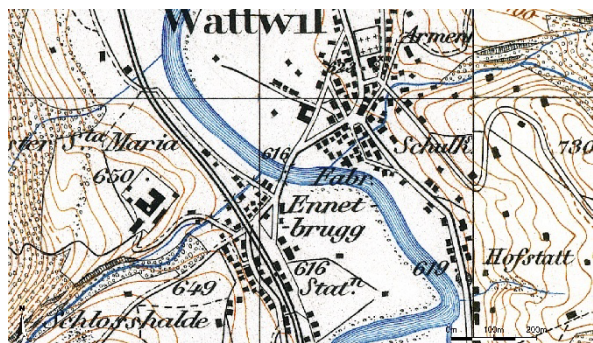 Wattwil
Armen
Schulh.
730
Sta Maria
650
616
Fabr.
Ennet
-brugg
616
Statn
619
Hofstatt
649
Schlosshalde
N
0m 100m 200m